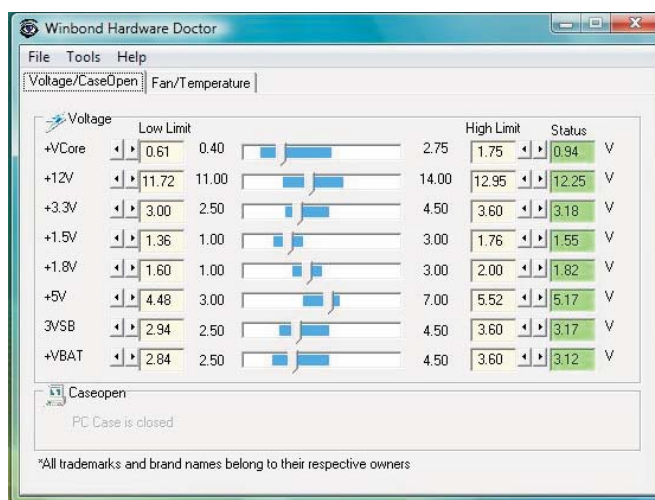 Winbond Hardware Doctor
File Tools Help
Voltage/CaseOpen Fan/Temperature
Voltage
Low Limit High Limit Status
+VCore 0.61 0.40 2.75 1.75 0.94 V
+12V 11.72 11.00 14.00 12.95 12.25 V
+3.3V 3.00 2.50 4.50 3.60 3.18 V
+1.5V 1.36 1.00 3.00 1.76 1.55 V
+1.8V 1.60 1.00 3.00 2.00 1.82 V
+5V 4.48 3.00 7.00 5.52 5.17 V
3VSB 2.94 2.50 4.50 3.60 3.17 V
+VBAT 2.84 2.50 4.50 3.60 3.12 V
Caseopen
PC Case is closed
*All trademarks and brand names belong to their respective owners